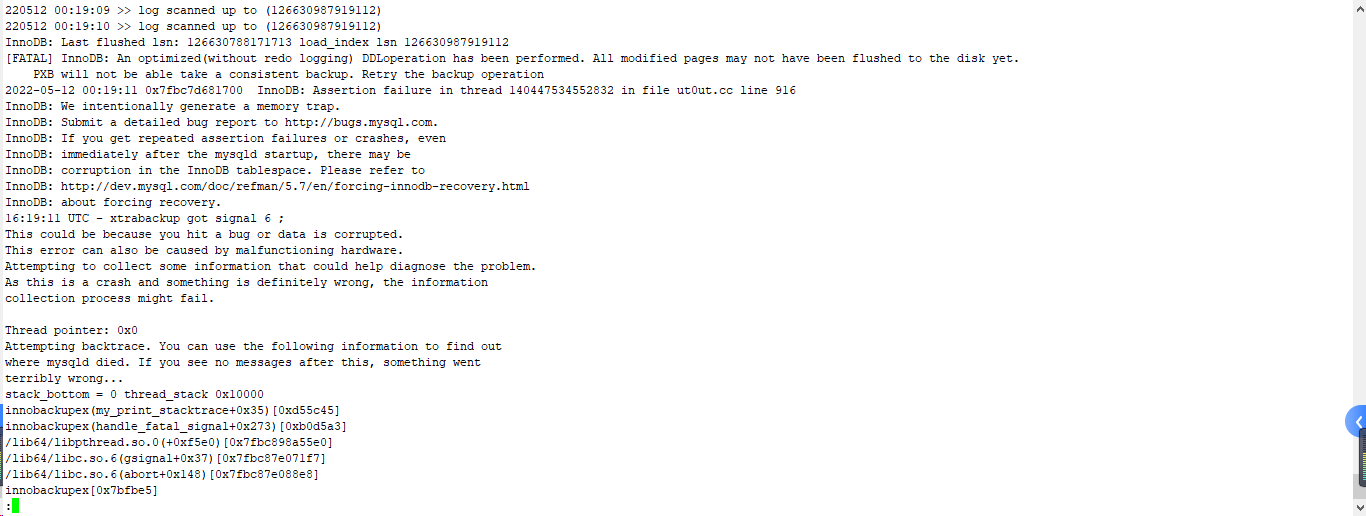 220512 00:19:09 >> log scanned up to (126630987919112)
220512 00:19:10 >> log scanned up to (126630987919112)
InnoDB: Last flushed lsn: 126630788171713 load_index lsn 126630987919112
[FATAL] InnoDB: An optimized(without redo logging) DDLoperation has been performed. All modified pages may not have been flushed to the disk yet.
    PXB will not be able take a consistent backup. Retry the backup operation
2022-05-12 00:19:11 0x7fbc7d681700  InnoDB: Assertion failure in thread 140447534552832 in file ut0ut.cc line 916
InnoDB: We intentionally generate a memory trap.
InnoDB: Submit a detailed bug report to http://bugs.mysql.com.
InnoDB: If you get repeated assertion failures or crashes, even
InnoDB: immediately after the mysqld startup, there may be
InnoDB: corruption in the InnoDB tablespace. Please refer to
InnoDB: http://dev.mysql.com/doc/refman/5.7/en/forcing-innodb-recovery.html
InnoDB: about forcing recovery.
16:19:11 UTC - xtrabackup got signal 6 ;
This could be because you hit a bug or data is corrupted.
This error can also be caused by malfunctioning hardware.
Attempting to collect some information that could help diagnose the problem.
As this is a crash and something is definitely wrong, the information
collection process might fail.

Thread pointer: 0x0
Attempting backtrace. You can use the following information to find out
where mysqld died. If you see no messages after this, something went
terribly wrong...
stack_bottom = 0 thread_stack 0x10000
innobackupex(my_print_stacktrace+0x35)[0xd55c45]
innobackupex(handle_fatal_signal+0x273)[0xb0d5a3]
/lib64/libpthread.so.0(+0xf5e0)[0x7fbc898a55e0]
/lib64/libc.so.6(gsignal+0x37)[0x7fbc87e071f7]
/lib64/libc.so.6(abort+0x148)[0x7fbc87e088e8]
innobackupex[0x7bfbe5]
: